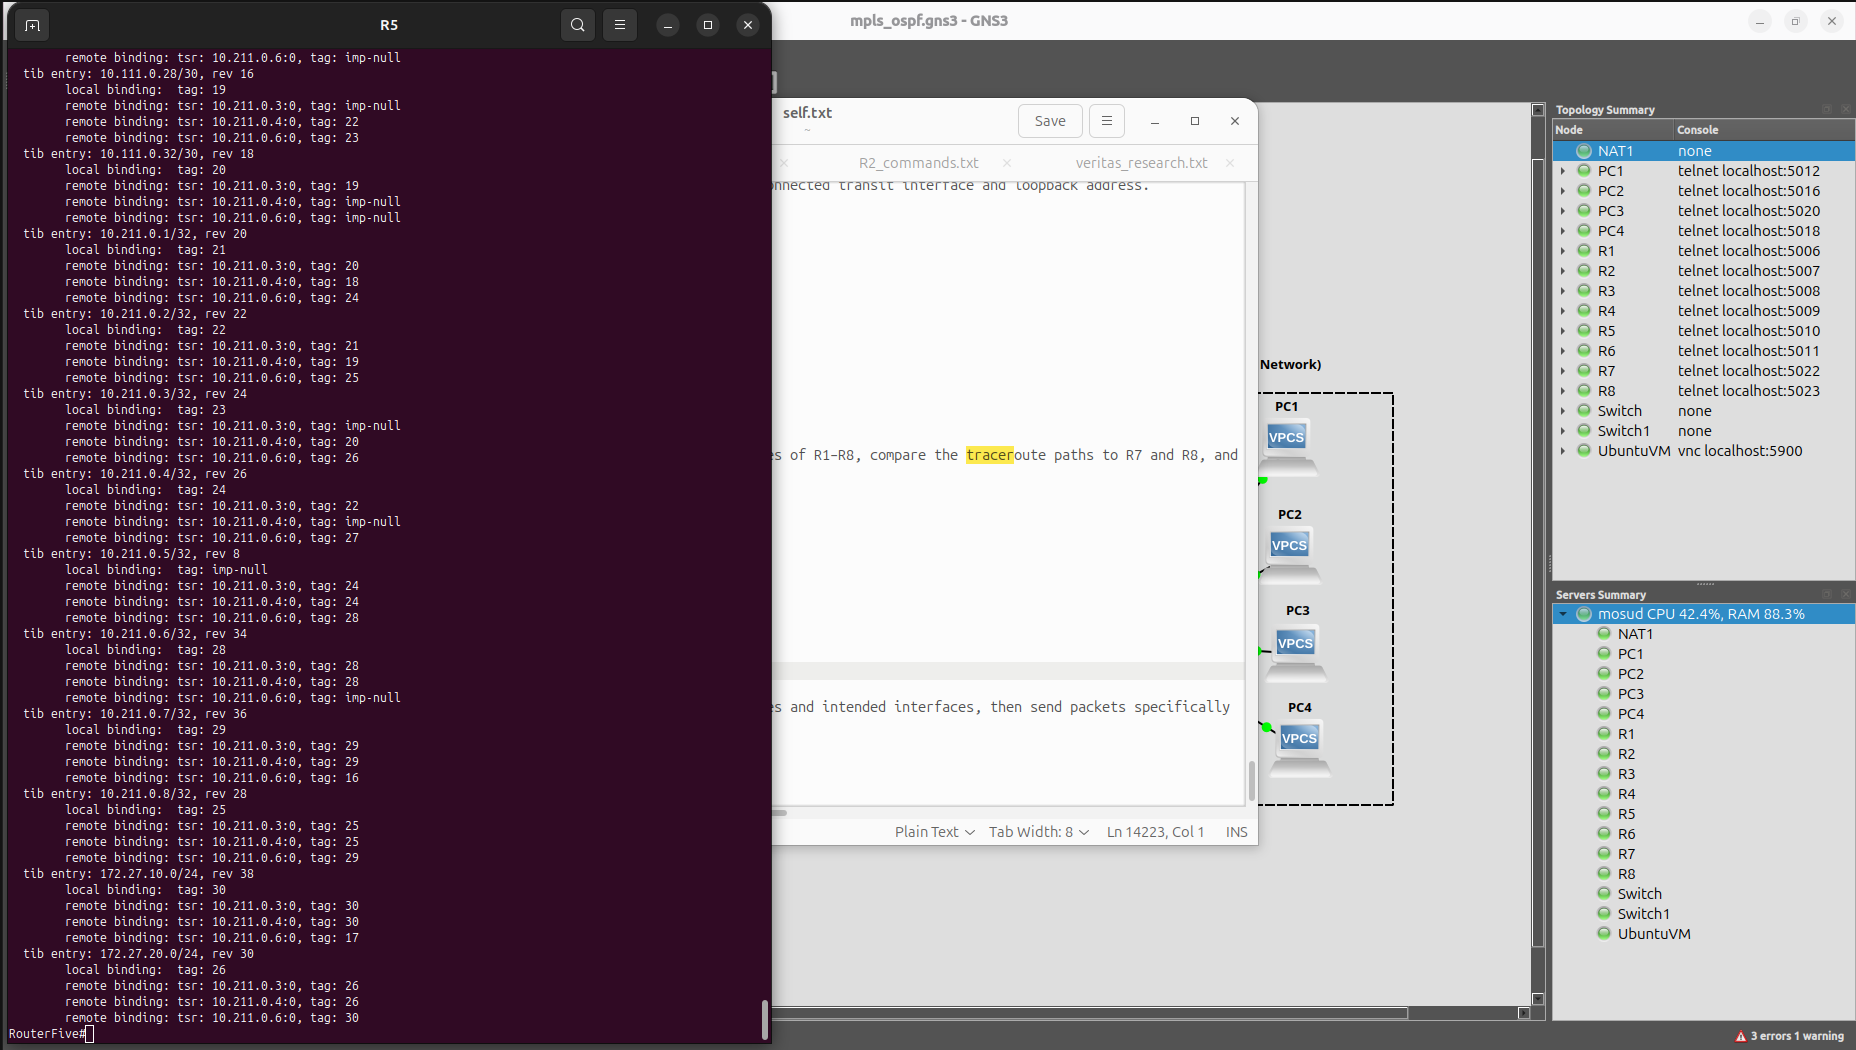 R5
remote binding: tsr: 10.211.0.6:0, tag: imp-null
tib entry: 10.111.0.28/30, rev 16
local binding:  tag: 19
remote binding: tsr: 10.211.0.3:0, tag: imp-null
remote binding: tsr: 10.211.0.4:0, tag: 22
remote binding: tsr: 10.211.0.6:0, tag: 23
tib entry: 10.111.0.32/30, rev 18
local binding:  tag: 20
remote binding: tsr: 10.211.0.3:0, tag: 19
remote binding: tsr: 10.211.0.4:0, tag: imp-null
remote binding: tsr: 10.211.0.6:0, tag: imp-null
tib entry: 10.211.0.1/32, rev 20
local binding:  tag: 21
remote binding: tsr: 10.211.0.3:0, tag: 20
remote binding: tsr: 10.211.0.4:0, tag: 18
remote binding: tsr: 10.211.0.6:0, tag: 24
tib entry: 10.211.0.2/32, rev 22
local binding:  tag: 22
remote binding: tsr: 10.211.0.3:0, tag: 21
remote binding: tsr: 10.211.0.4:0, tag: 19
remote binding: tsr: 10.211.0.6:0, tag: 25
tib entry: 10.211.0.3/32, rev 24
local binding:  tag: 23
remote binding: tsr: 10.211.0.3:0, tag: imp-null
remote binding: tsr: 10.211.0.4:0, tag: 20
remote binding: tsr: 10.211.0.6:0, tag: 26
tib entry: 10.211.0.4/32, rev 26
local binding:  tag: 24
remote binding: tsr: 10.211.0.3:0, tag: 22
remote binding: tsr: 10.211.0.4:0, tag: imp-null
remote binding: tsr: 10.211.0.6:0, tag: 27
tib entry: 10.211.0.5/32, rev 8
local binding:  tag: imp-null
remote binding: tsr: 10.211.0.3:0, tag: 24
remote binding: tsr: 10.211.0.4:0, tag: 24
remote binding: tsr: 10.211.0.6:0, tag: 28
tib entry: 10.211.0.6/32, rev 34
local binding:  tag: 28
remote binding: tsr: 10.211.0.3:0, tag: 28
remote binding: tsr: 10.211.0.4:0, tag: 28
remote binding: tsr: 10.211.0.6:0, tag: imp-null
tib entry: 10.211.0.7/32, rev 36
local binding:  tag: 29
remote binding: tsr: 10.211.0.3:0, tag: 29
remote binding: tsr: 10.211.0.4:0, tag: 29
remote binding: tsr: 10.211.0.6:0, tag: 16
tib entry: 10.211.0.8/32, rev 28
local binding:  tag: 25
remote binding: tsr: 10.211.0.3:0, tag: 25
remote binding: tsr: 10.211.0.4:0, tag: 25
remote binding: tsr: 10.211.0.6:0, tag: 29
tib entry: 172.27.10.0/24, rev 38
local binding:  tag: 30
remote binding: tsr: 10.211.0.3:0, tag: 30
remote binding: tsr: 10.211.0.4:0, tag: 30
remote binding: tsr: 10.211.0.6:0, tag: 17
tib entry: 172.27.20.0/24, rev 30
local binding:  tag: 26
remote binding: tsr: 10.211.0.3:0, tag: 26
remote binding: tsr: 10.211.0.4:0, tag: 26
remote binding: tsr: 10.211.0.6:0, tag: 30
RouterFive#
mpls_ospf.gns3 - GNS3
self.txt
~
Save
R2_commands.txt
veritas_research.txt
nnected transit interface and loopback address.
es of R1-R8, compare the traceroute paths to R7 and R8, and
es and intended interfaces, then send packets specifically
Plain Text
Tab Width: 8
Ln 14223, Col 1
INS
Network)
PC1
VPCS
PC2
VPCS
PC3
VPCS
PC4
VPCS
Topology Summary
Node Console
NAT1 none
PC1 telnet localhost:5012
PC2 telnet localhost:5016
PC3 telnet localhost:5020
PC4 telnet localhost:5018
R1 telnet localhost:5006
R2 telnet localhost:5007
R3 telnet localhost:5008
R4 telnet localhost:5009
R5 telnet localhost:5010
R6 telnet localhost:5011
R7 telnet localhost:5022
R8 telnet localhost:5023
Switch none
Switch1 none
UbuntuVM vnc localhost:5900
Servers Summary
mosud CPU 42.4%, RAM 88.3%
NAT1
PC1
PC2
PC3
PC4
R1
R2
R3
R4
R5
R6
R7
R8
Switch
Switch1
UbuntuVM
3 errors 1 warning